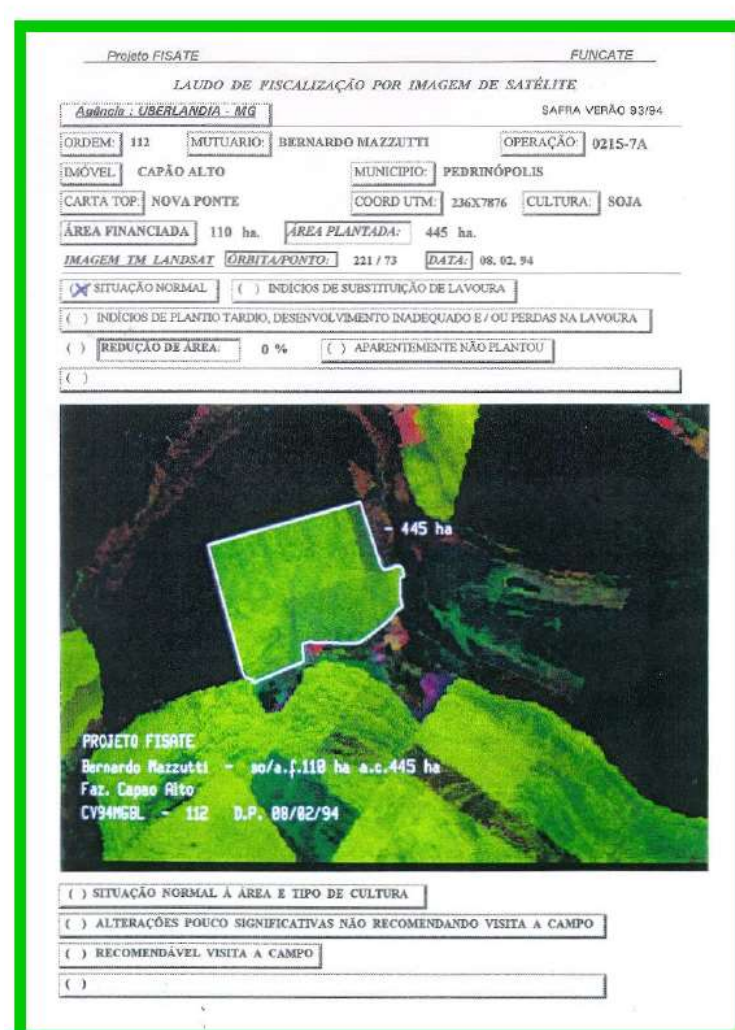 Projeto FISATE FUNCATE
LAUDO DE FISCALIZAÇÃO POR IMAGEM DE SATÉLITE
Agência : UBERLANDIA - MG SAFRA VERÃO 93/94
ORDEM: 112 MUTUARIO: BERNARDO MAZZUTTI OPERAÇÃO: 0215-7A
IMÓVEL CAPÃO ALTO MUNICIPIO: PEDRINÓPOLIS
CARTA TOP: NOVA PONTE COORD UTM: 236X7876 CULTURA: SOJA
ÁREA FINANCIADA 110 ha. ÁREA PLANTADA: 445 ha.
IMAGEM TM LANDSAT ÓRBITA/PONTO: 221 / 73 DATA: 08. 02. 94
(X) SITUAÇÃO NORMAL ( ) INDÍCIOS DE SUBSTITUIÇÃO DE LAVOURA
( ) INDÍCIOS DE PLANTIO TARDIO, DESENVOLVIMENTO INADEQUADO E / OU PERDAS NA LAVOURA
( ) REDUÇÃO DE ÁREA: 0 % ( ) APARENTEMENTE NÃO PLANTOU
( )
- 445 ha
PROJETO FISATE
Bernardo Mazzutti - so/a.f.110 ha a.c.445 ha
Faz. Capao Alto
CV94MGBL - 112 D.P. 08/02/94
( ) SITUAÇÃO NORMAL Á ÁREA E TIPO DE CULTURA
( ) ALTERAÇÕES POUCO SIGNIFICATIVAS NÃO RECOMENDANDO VISITA A CAMPO
( ) RECOMENDÁVEL VISITA A CAMPO
( )